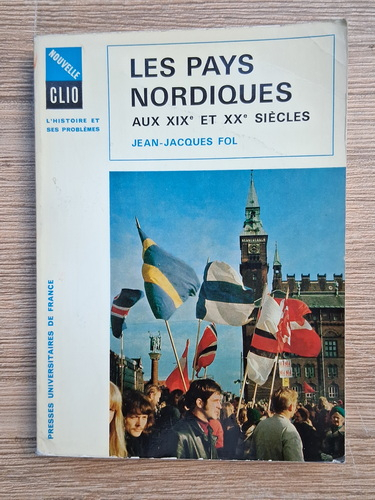 NOUVELLE
CLIO
L'HISTOIRE ET
SES PROBLÈMES
LES PAYS
NORDIQUES
AUX XIXe ET XXe SIÈCLES
JEAN-JACQUES FOL
PRESSES UNIVERSITAIRES DE FRANCE